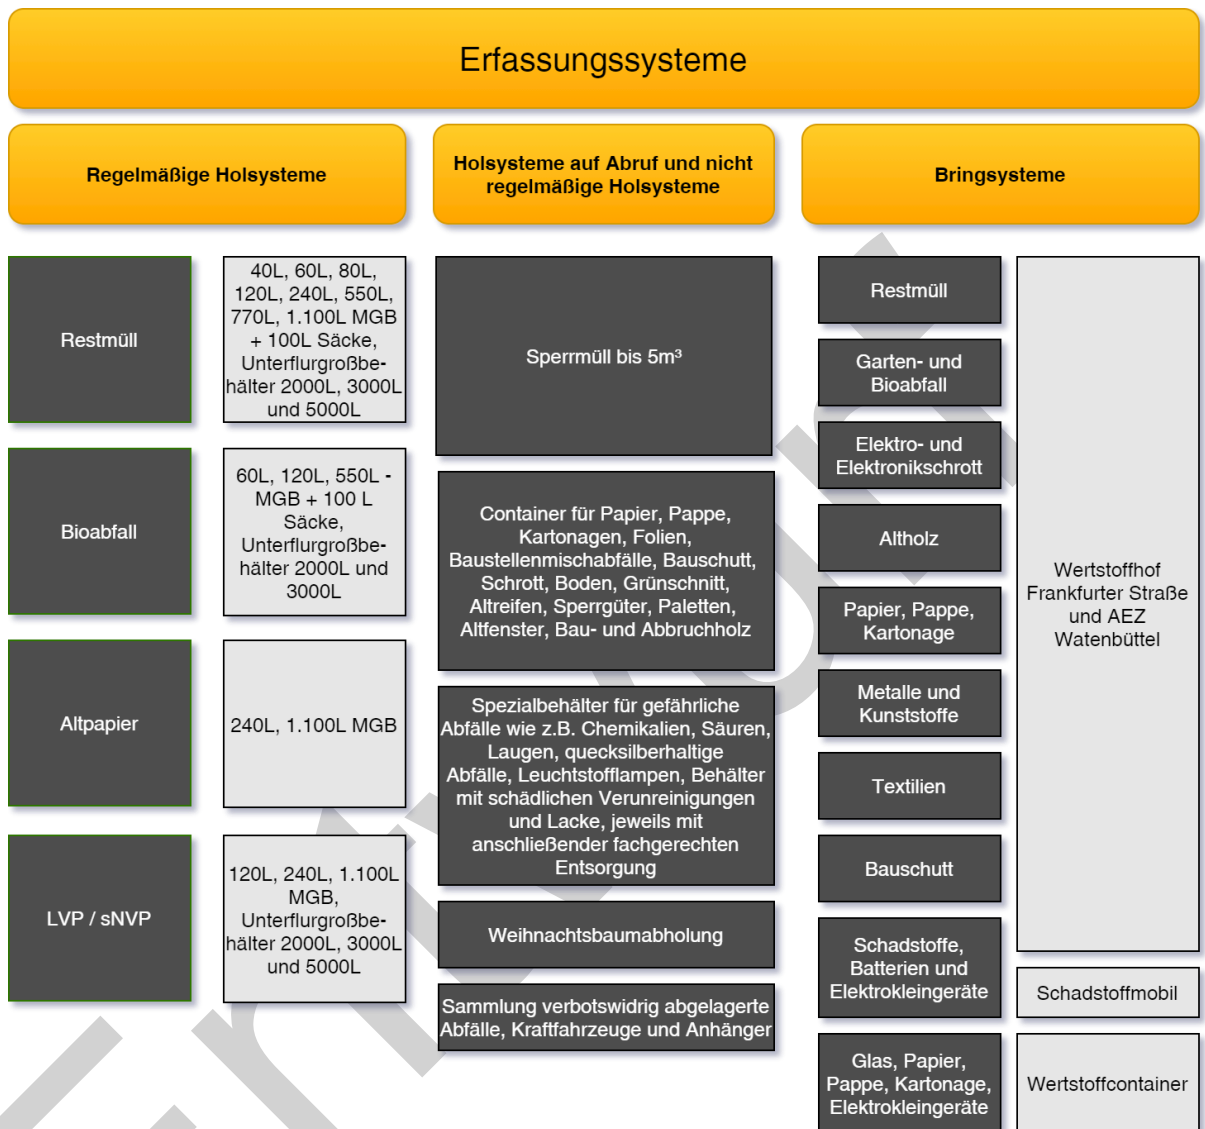 Erfassungssysteme
Regelmäßige Holsysteme
Holsysteme auf Abruf und nicht
regelmäßige Holsysteme
Bringsysteme
Restmüll
40L, 60L, 80L,
120L, 240L, 550L,
770L, 1.100L MGB
+ 100L Säcke,
Unterflurgroßbe-
hälter 2000L, 3000L
und 5000L
Bioabfall
60L, 120L, 550L -
MGB + 100 L
Säcke,
Unterflurgroßbe-
hälter 2000L und
3000L
Altpapier
240L, 1.100L MGB
LVP / sNVP
120L, 240L, 1.100L
MGB,
Unterflurgroßbe-
hälter 2000L, 3000L
und 5000L
Sperrmüll bis 5m³
Container für Papier, Pappe,
Kartonagen, Folien,
Baustellenmischabfälle, Bauschutt,
Schrott, Boden, Grünschnitt,
Altreifen, Sperrgüter, Paletten,
Altfenster, Bau- und Abbruchholz
Spezialbehälter für gefährliche
Abfälle wie z.B. Chemikalien, Säuren,
Laugen, quecksilberhaltige
Abfälle, Leuchtstofflampen, Behälter
mit schädlichen Verunreinigungen
und Lacke, jeweils mit
anschließender fachgerechten
Entsorgung
Weihnachtsbaumabholung
Sammlung verbotswidrig abgelagerte
Abfälle, Kraftfahrzeuge und Anhänger
Restmüll
Garten- und
Bioabfall
Elektro- und
Elektronikschrott
Altholz
Papier, Pappe,
Kartonage
Metalle und
Kunststoffe
Textilien
Bauschutt
Schadstoffe,
Batterien und
Elektrokleingeräte
Glas, Papier,
Pappe, Kartonage,
Elektrokleingeräte
Wertstoffhof
Frankfurter Straße
und AEZ
Watenbüttel
Schadstoffmobil
Wertstoffcontainer